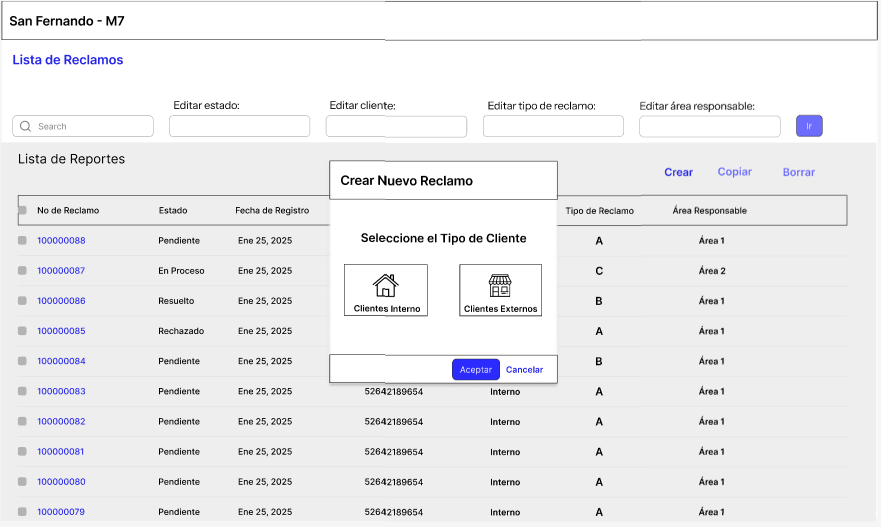 San Fernando - M7
Lista de Reclamos
Editar estado: Editar cliente: Editar tipo de reclamo: Editar área responsable:
Search Ir
Lista de Reportes
Crear Copiar Borrar
Crear Nuevo Reclamo
No de Reclamo Estado Fecha de Registro Tipo de Reclamo Área Responsable
Seleccione el Tipo de Cliente
100000088 Pendiente Ene 25, 2025 A Área 1
100000087 En Proceso Ene 25, 2025 C Área 2
100000086 Resuelto Ene 25, 2025 B Área 1
Clientes Interno Clientes Externos
100000085 Rechazado Ene 25, 2025 A Área 1
100000084 Pendiente Ene 25, 2025 B Área 1
Aceptar Cancelar
100000083 Pendiente Ene 25, 2025 52642189654 Interno A Área 1
100000082 Pendiente Ene 25, 2025 52642189654 Interno A Área 1
100000081 Pendiente Ene 25, 2025 52642189654 Interno A Área 1
100000080 Pendiente Ene 25, 2025 52642189654 Interno A Área 1
100000079 Pendiente Ene 25, 2025 52642189654 Interno A Área 1